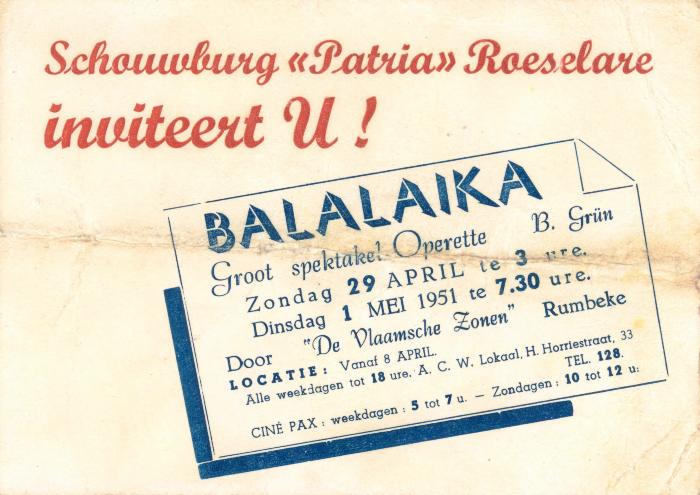 Schouwburg «Patria» Roeselare
inviteert U !
BALALAIKA
Groot spektakel Operette B. Grün
Zondag 29 APRIL te 3 ure.
Dinsdag 1 MEI 1951 te 7.30 ure.
Door "De Vlaamsche Zonen" Rumbeke
LOCATIE: Vanaf 8 APRIL.
Alle weekdagen tot 18 ure. A. C. W. Lokaal, H. Horriestraat, 33
TEL. 128.
CINÉ PAX : weekdagen : 5 tot 7 u. — Zondagen : 10 tot 12 u: